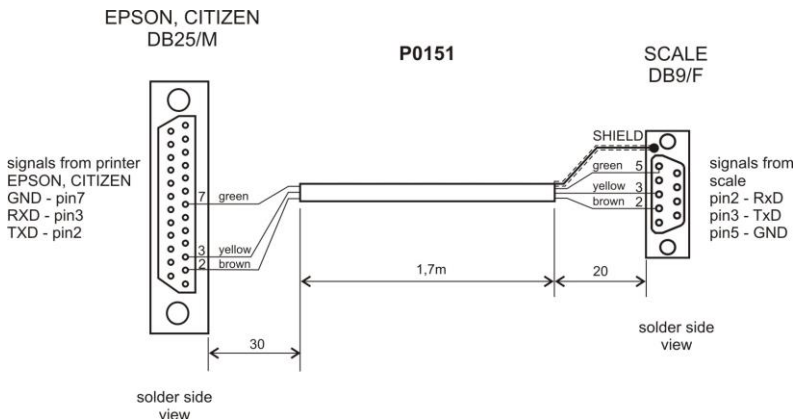 EPSON, CITIZEN
DB25/M
P0151
SCALE
DB9/F
SHIELD
signals from printer
EPSON, CITIZEN
GND - pin7
RXD - pin3
TXD - pin2
7 green
3 yellow
2 brown
green 5
yellow 3
brown 2
signals from
scale
pin2 - RxD
pin3 - TxD
pin5 - GND
1,7m
20
30
solder side
view
solder side
view